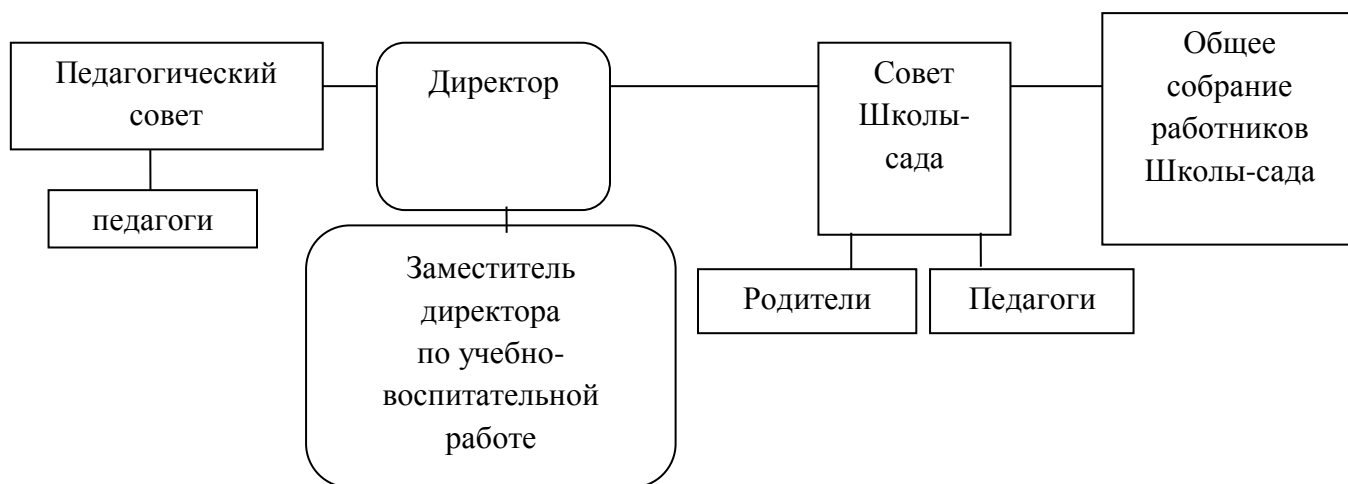 Педагогический
совет
педагоги
Директор
Заместитель
директора
по учебно-
воспитательной
работе
Совет
Школы-
сада
Родители
Педагоги
Общее
собрание
работников
Школы-сада